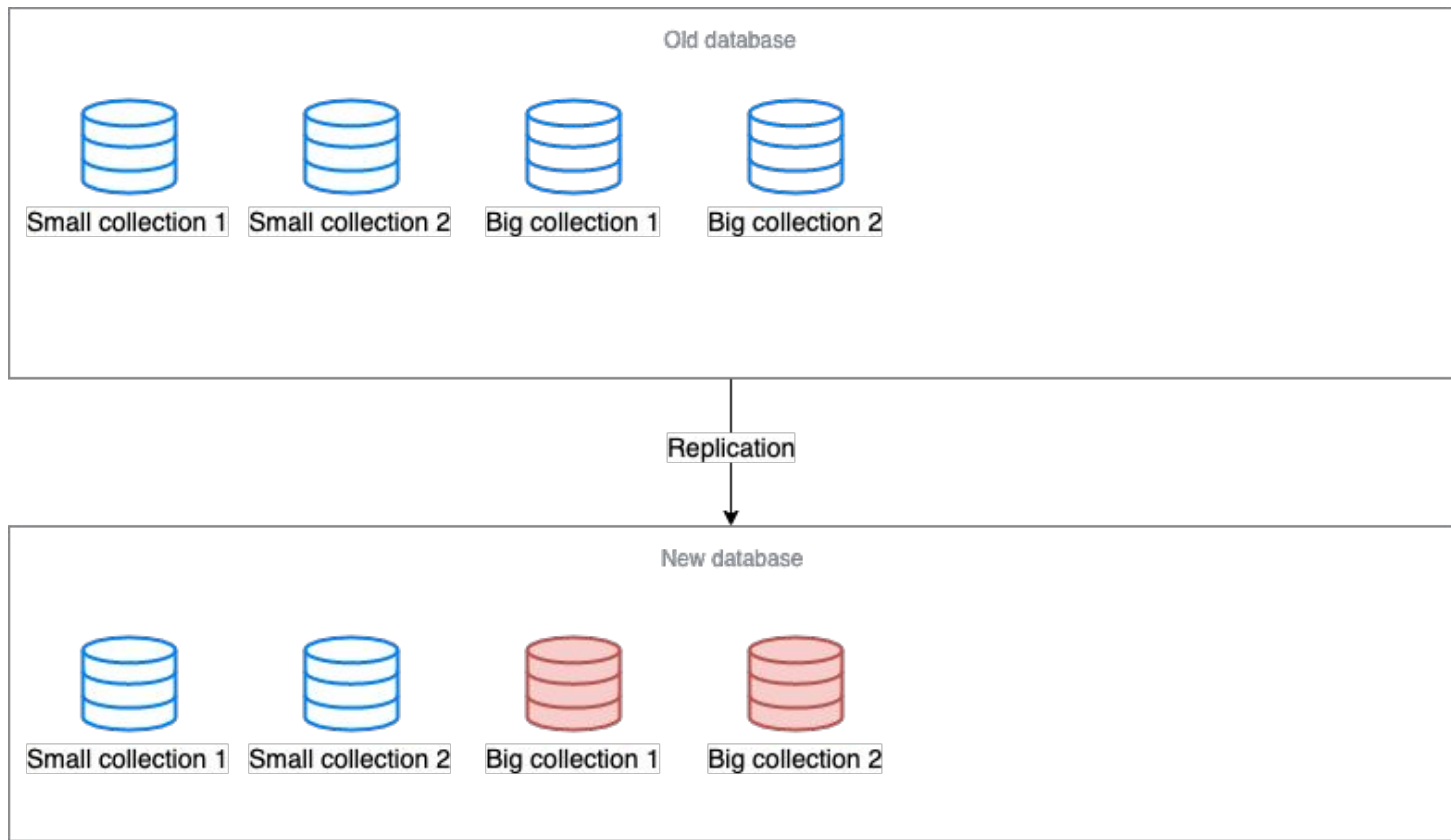 Old database
Small collection 1
Small collection 2
Big collection 1
Big collection 2
Replication
New database
Small collection 1
Small collection 2
Big collection 1
Big collection 2